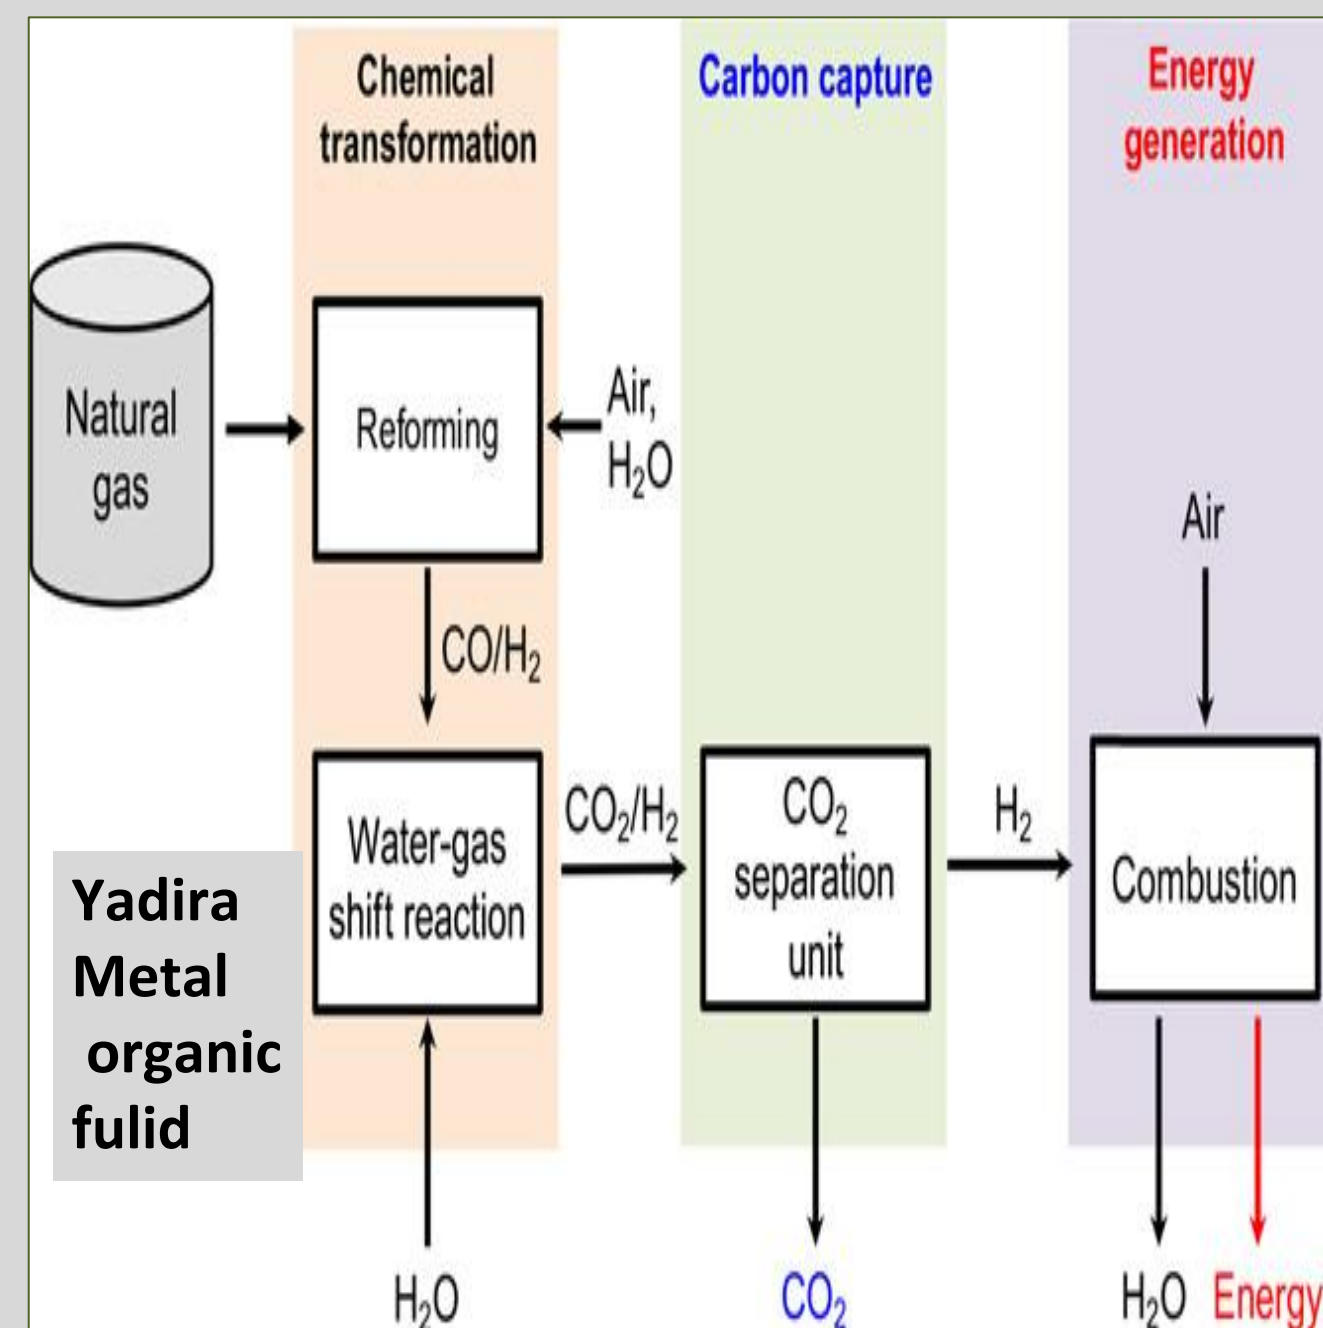 Chemical
transformation
Carbon capture
Energy
generation
Natural
gas
Reforming
Air,
H₂O
CO/H₂
Air
Water-gas
shift reaction
CO₂/H₂
CO₂
separation
unit
H₂
Combustion
Yadira
Metal
organic
fulid
H₂O
CO₂
H₂O
Energy